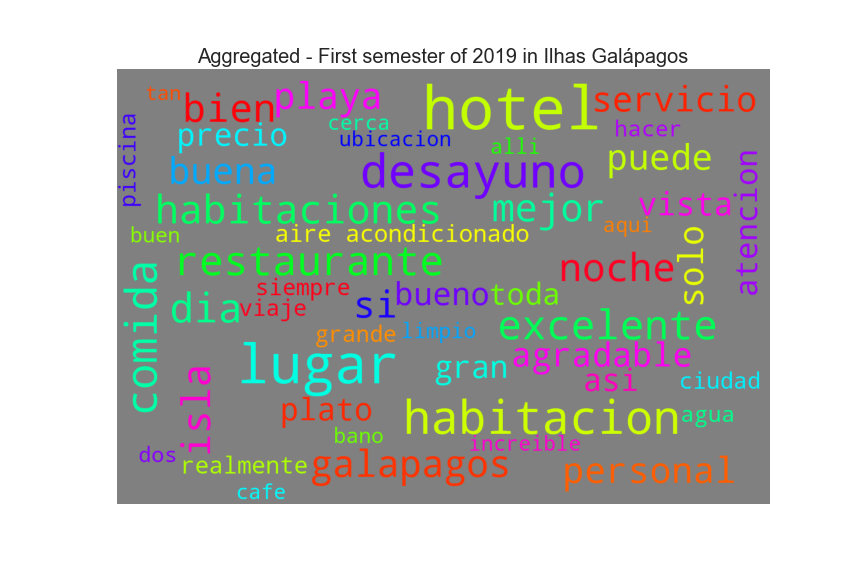 Aggregated - First semester of 2019 in Ilhas Galápagos
tan
bien
playa
hotel
servicio
piscina
precio
cerca
ubicacion
alli
hacer
buena
desayuno
puede
atencion
habitaciones
mejor
vista
buen
aire acondicionado
aqui
solo
restaurante
noche
comida
dia
siempre
viaje
si
bueno
toda
grande
limpio
excelente
lugar
gran
agradable
isla
asi
ciudad
plato
habitacion
agua
bano
increible
dos
realmente
galapagos
personal
cafe